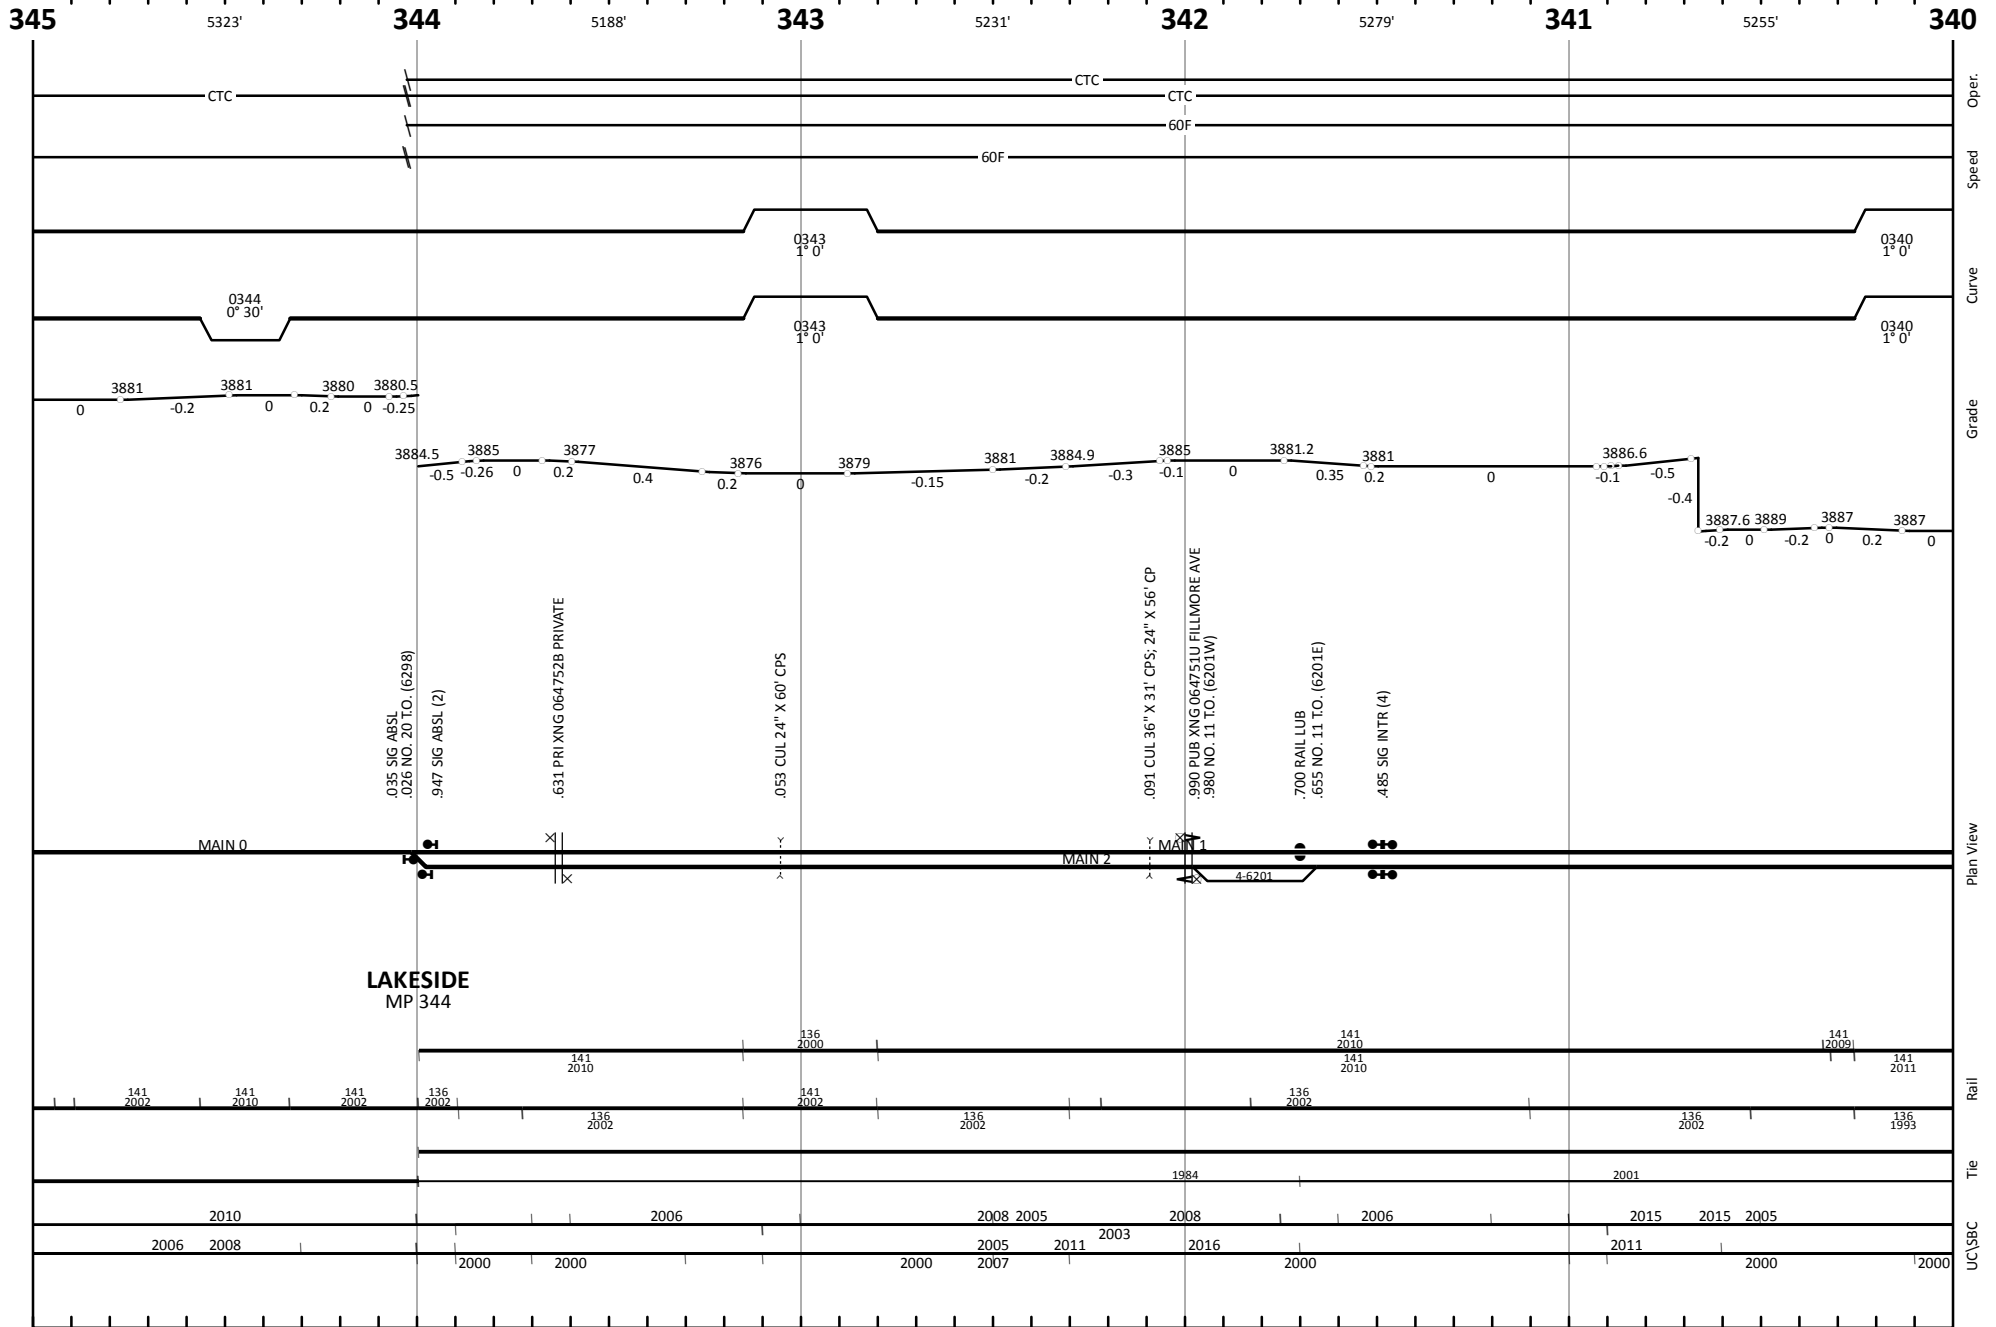 345 5323' 344 5188' 343 5231' 342 5279' 341 5255' 340
CTC
CTC CTC
Oper.
60F
60F
Speed
0343 0340
1° 0' 1° 0'
Curve
0344
0° 30'
0343 0340
1° 0' 1° 0'
3881 3881 3880 3880.5
0 -0.2 0 0.2 0 -0.25
Grade
3884.5 3885 3877 3876 3879 3881 3884.9 3885 3881.2 3881 3886.6
-0.5 -0.26 0 0.2 0.4 0.2 0 -0.15 -0.2 -0.3 -0.1 0 0.35 0.2 0 -0.1 -0.5
-0.4
3887.6 3889 3887 3887
-0.2 0 -0.2 0 0.2 0
.035 SIG ABSL
.026 NO. 20 T.O. (6298)
.947 SIG ABSL (2)
.631 PRI XNG 064752B PRIVATE
.053 CUL 24" X 60' CPS
.091 CUL 36" X 31' CPS; 24" X 56' CP
.990 PUB XNG 064751U FILLMORE AVE
.980 NO. 11 T.O. (6201W)
.700 RAIL LUB
.655 NO. 11 T.O. (6201E)
.485 SIG INTR (4)
MAIN 0 MAIN 1
MAIN 2
4-6201
Plan View
LAKESIDE
MP 344
136 141 141
2000 2010 2009
141 141 141
2010 2010 2011
Rail
141 141 141 136 141 136
2002 2010 2002 2002 2002 2002
136 136 136 136
2002 2002 2002 1993
Tie
1984 2001
2010 2006 2008 2005 2008 2006 2015 2015 2005
2003
UC\SBC
2006 2008 2005 2011 2016 2011
2000 2000 2000 2007 2000 2000 2000